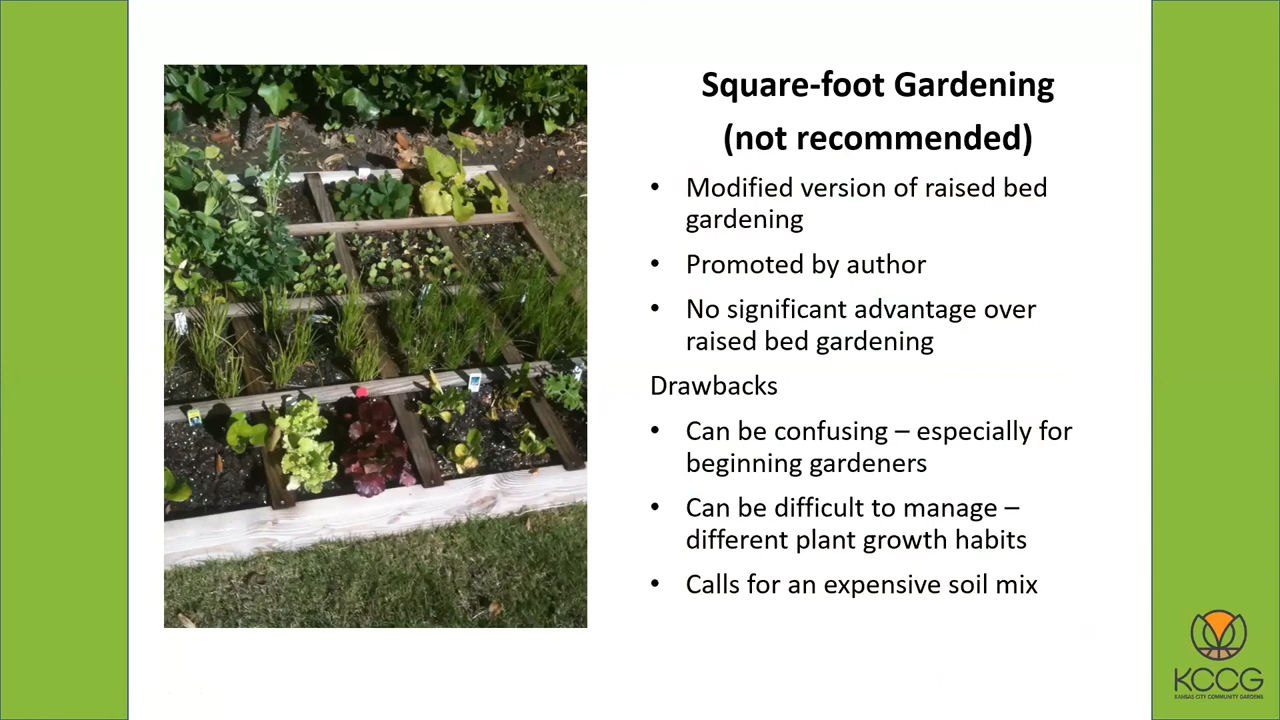 Square-foot Gardening
(not recommended)
• Modified version of raised bed
gardening
• Promoted by author
• No significant advantage over
raised bed gardening
Drawbacks
• Can be confusing – especially for
beginning gardeners
• Can be difficult to manage –
different plant growth habits
• Calls for an expensive soil mix
KCCG
KANSAS CITY COMMUNITY GARDENS